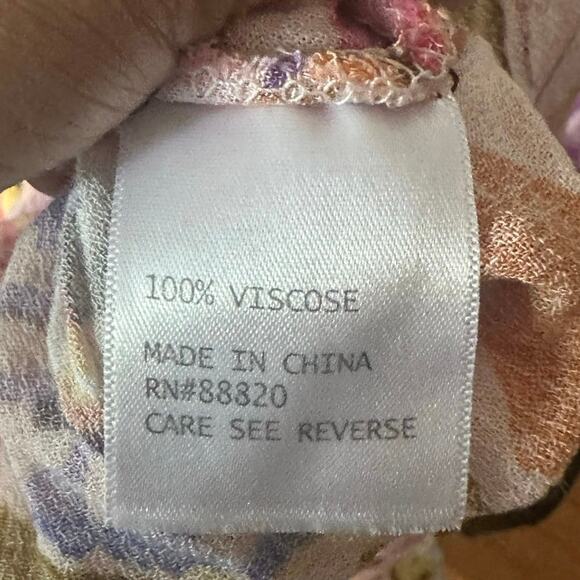 100% VISCOSE
MADE IN CHINA
RN#88820
CARE SEE REVERSE